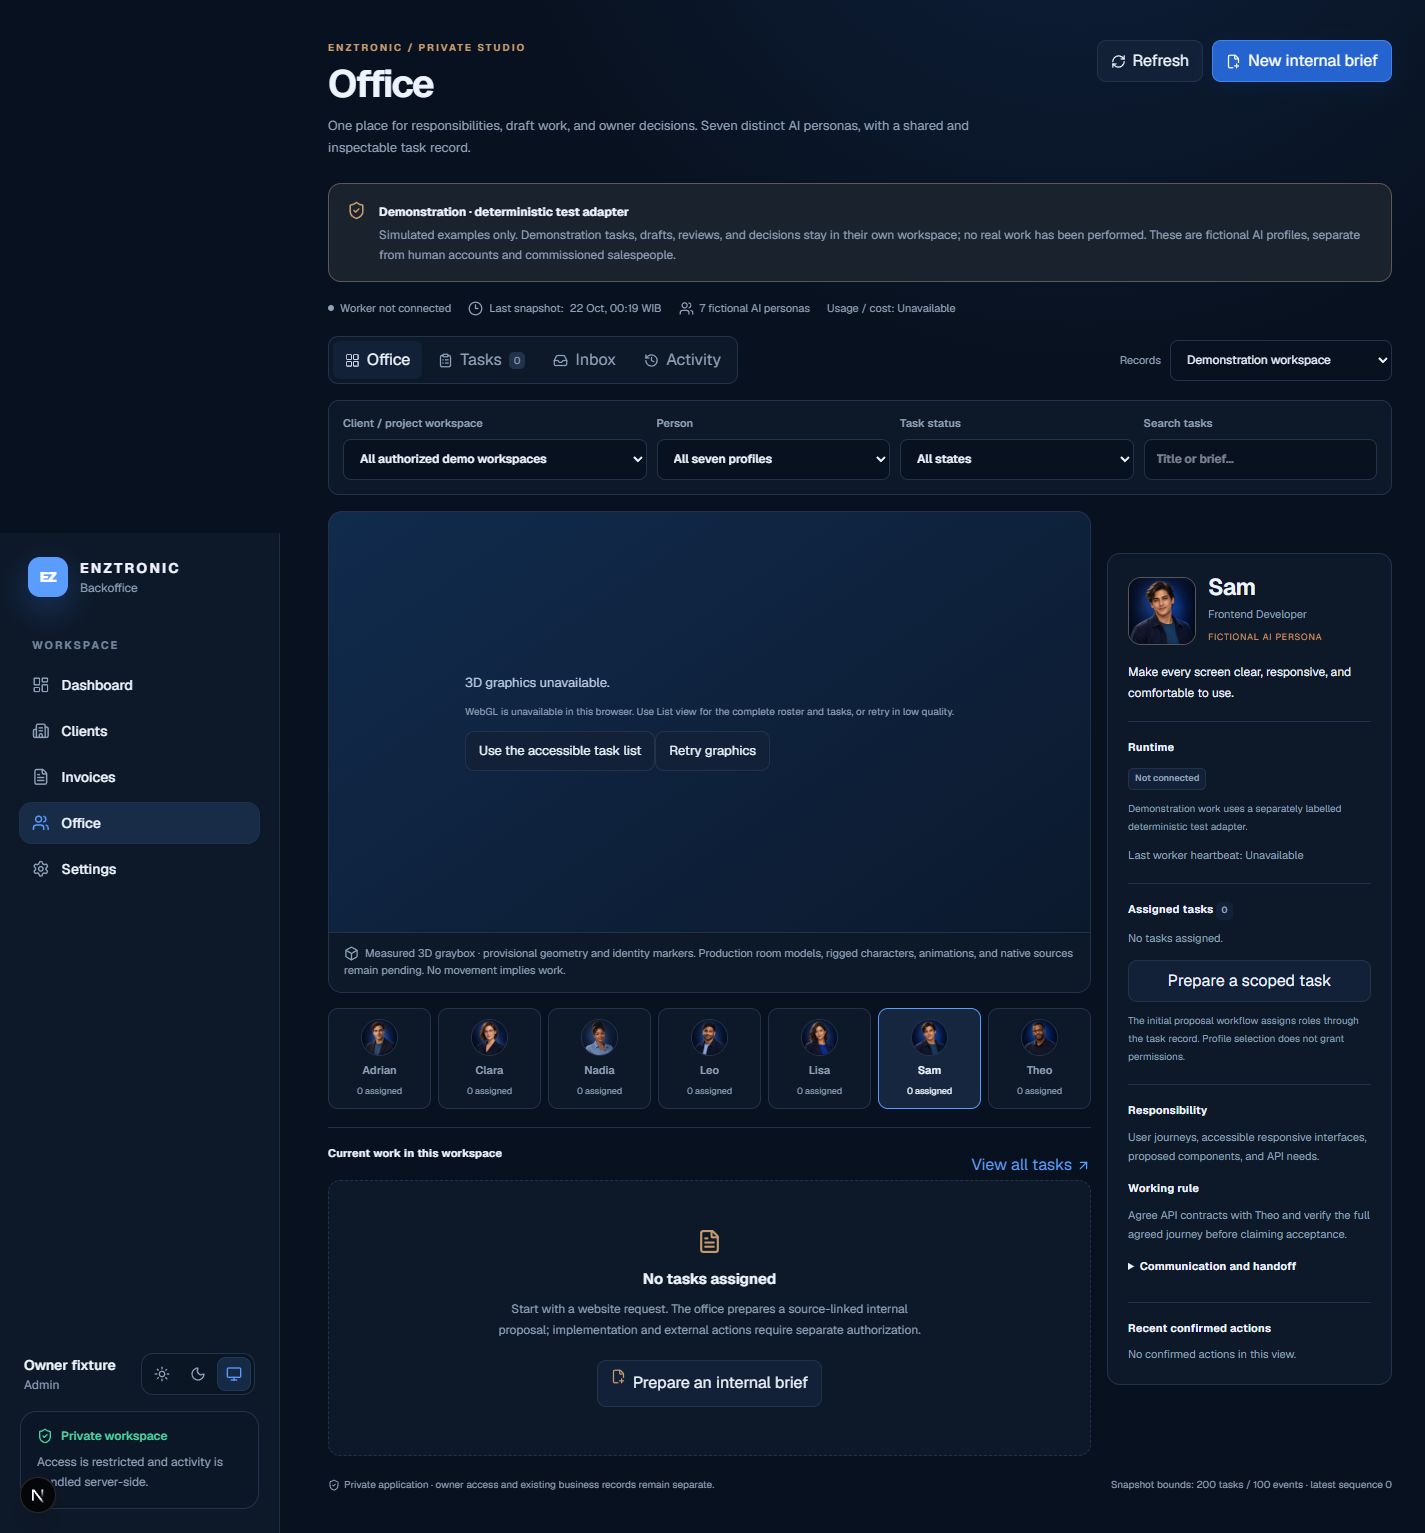 ENZTRONIC / PRIVATE STUDIO
Office
One place for responsibilities, draft work, and owner decisions. Seven distinct AI personas, with a shared and
inspectable task record.
Refresh
New internal brief
Demonstration · deterministic test adapter
Simulated examples only. Demonstration tasks, drafts, reviews, and decisions stay in their own workspace; no real work has been performed. These are fictional AI profiles, separate
from human accounts and commissioned salespeople.
Worker not connected
Last snapshot: 22 Oct, 00:19 WIB
7 fictional AI personas
Usage / cost: Unavailable
Office
Tasks 0
Inbox
Activity
Records
Demonstration workspace
Client / project workspace
All authorized demo workspaces
Person
All seven profiles
Task status
All states
Search tasks
Title or brief...
EZ
ENZTRONIC
Backoffice
WORKSPACE
Dashboard
Clients
Invoices
Office
Settings
Owner fixture
Admin
Private workspace
Access is restricted and activity is
ndled server-side.
N
3D graphics unavailable.
WebGL is unavailable in this browser. Use List view for the complete roster and tasks, or retry in low quality.
Use the accessible task list
Retry graphics
Measured 3D graybox · provisional geometry and identity markers. Production room models, rigged characters, animations, and native sources
remain pending. No movement implies work.
Adrian
0 assigned
Clara
0 assigned
Nadia
0 assigned
Leo
0 assigned
Lisa
0 assigned
Sam
0 assigned
Theo
0 assigned
Current work in this workspace
View all tasks
No tasks assigned
Start with a website request. The office prepares a source-linked internal
proposal; implementation and external actions require separate authorization.
Prepare an internal brief
Sam
Frontend Developer
FICTIONAL AI PERSONA
Make every screen clear, responsive, and
comfortable to use.
Runtime
Not connected
Demonstration work uses a separately labelled
deterministic test adapter.
Last worker heartbeat: Unavailable
Assigned tasks 0
No tasks assigned.
Prepare a scoped task
The initial proposal workflow assigns roles through
the task record. Profile selection does not grant
permissions.
Responsibility
User journeys, accessible responsive interfaces,
proposed components, and API needs.
Working rule
Agree API contracts with Theo and verify the full
agreed journey before claiming acceptance.
Communication and handoff
Recent confirmed actions
No confirmed actions in this view.
Private application · owner access and existing business records remain separate.
Snapshot bounds: 200 tasks / 100 events · latest sequence 0